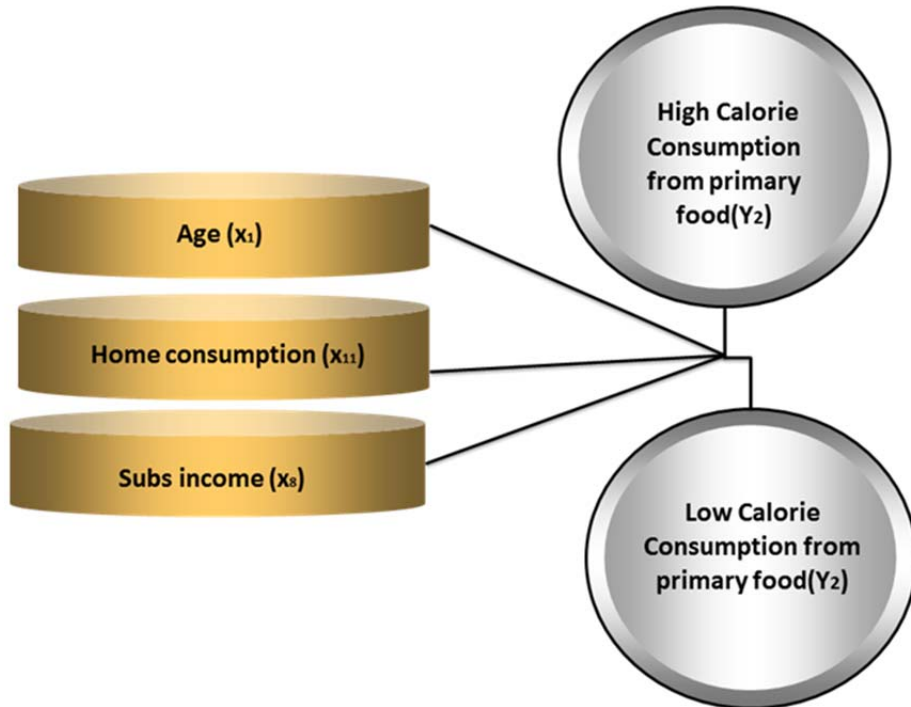 High Calorie
Consumption
from primary
food(Y₂)
Age (x₁)
Home consumption (x₁₁)
Subs income (x₈)
Low Calorie
Consumption from
primary food(Y₂)